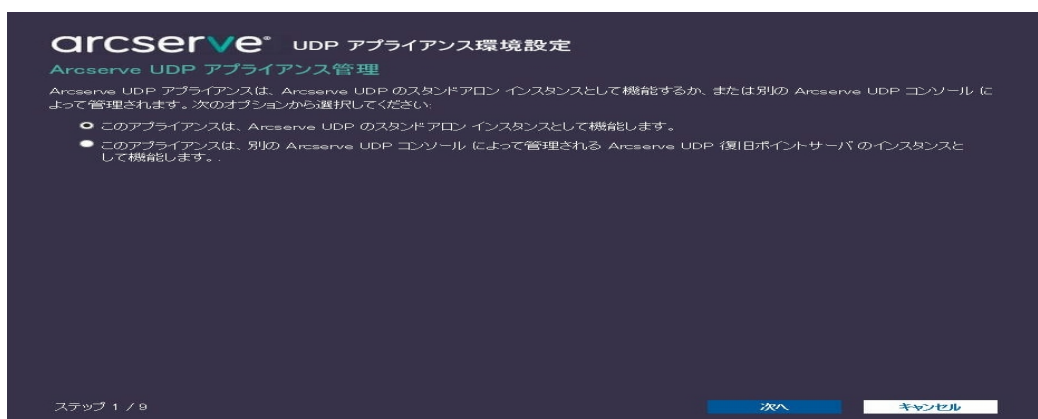 arcserve® UDP アプライアンス環境設定
Arcserve UDP アプライアンス管理
Arcserve UDP アプライアンスは、Arcserve UDP のスタンドアロン インスタンスとして機能するか、または別の Arcserve UDP コンソール に
よって管理されます。次のオプションから選択してください:
このアプライアンスは、Arcserve UDP のスタンドアロン インスタンスとして機能します。
このアプライアンスは、別の Arcserve UDP コンソール によって管理される Arcserve UDP 復旧ポイントサーバ のインスタンスと
して機能します。.
ステップ 1 / 9
次へ
キャンセル